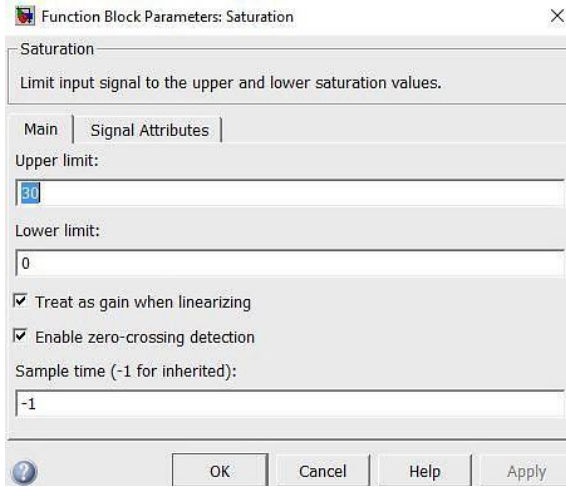 Function Block Parameters: Saturation
Saturation
Limit input signal to the upper and lower saturation values.
Main
Signal Attributes
Upper limit:
30
Lower limit:
0
Treat as gain when linearizing
Enable zero-crossing detection
Sample time (-1 for inherited):
-1
OK
Cancel
Help
Apply